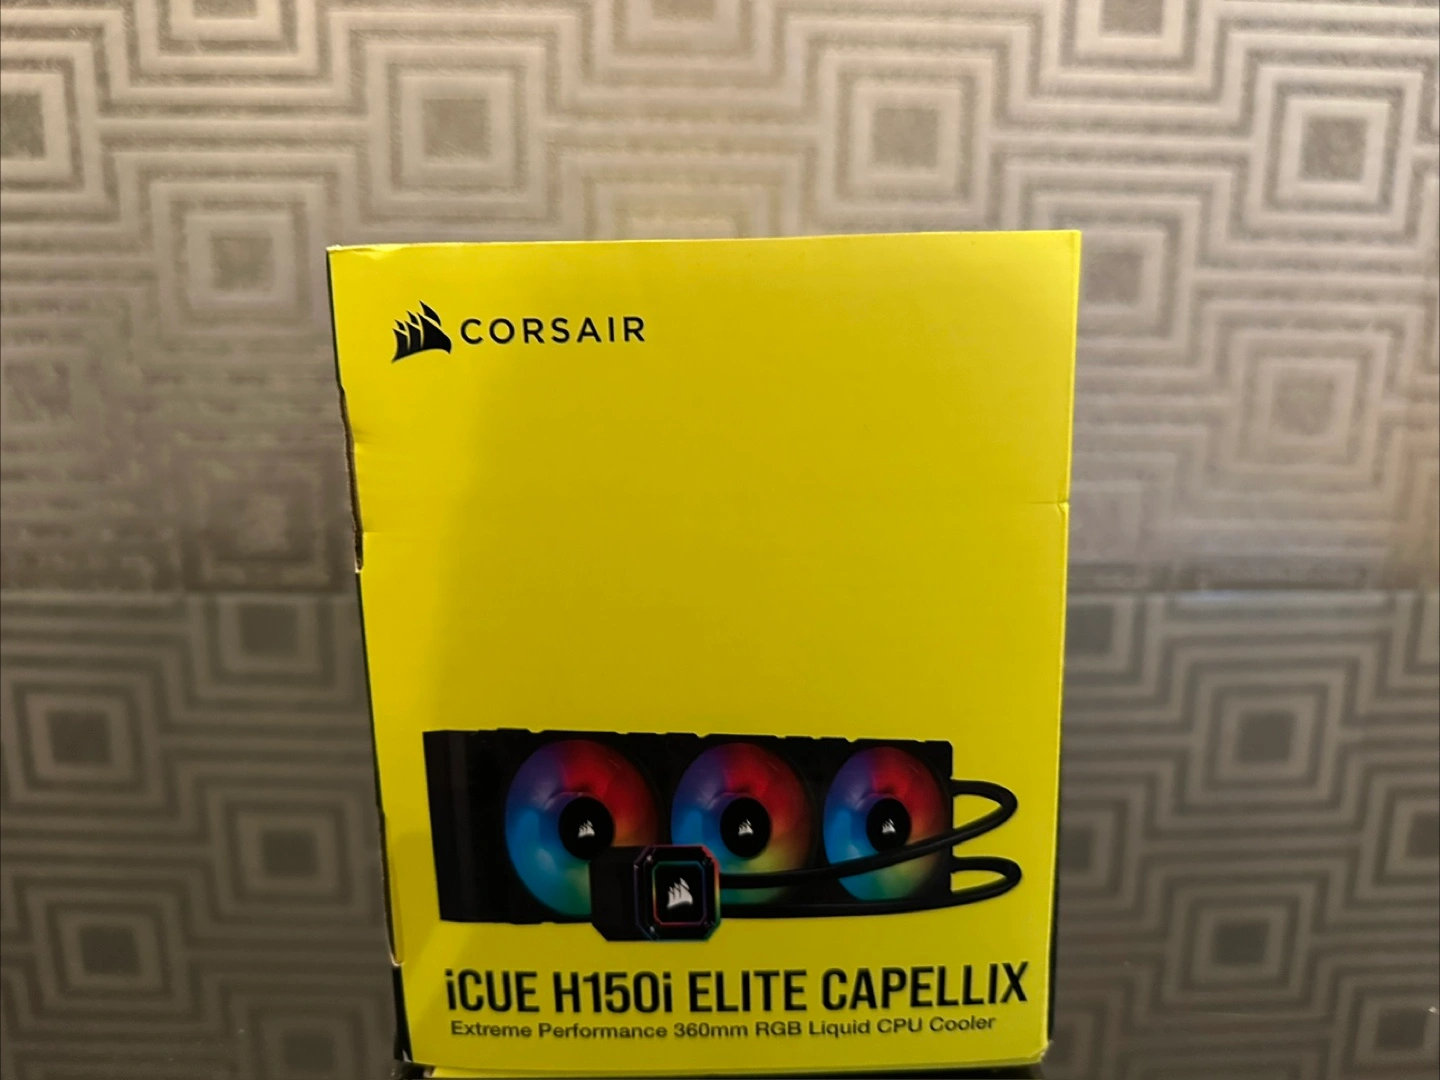 CORSAIR
iCUE H150i ELITE CAPELLIX
Extreme Performance 360mm RGB Liquid CPU Cooler